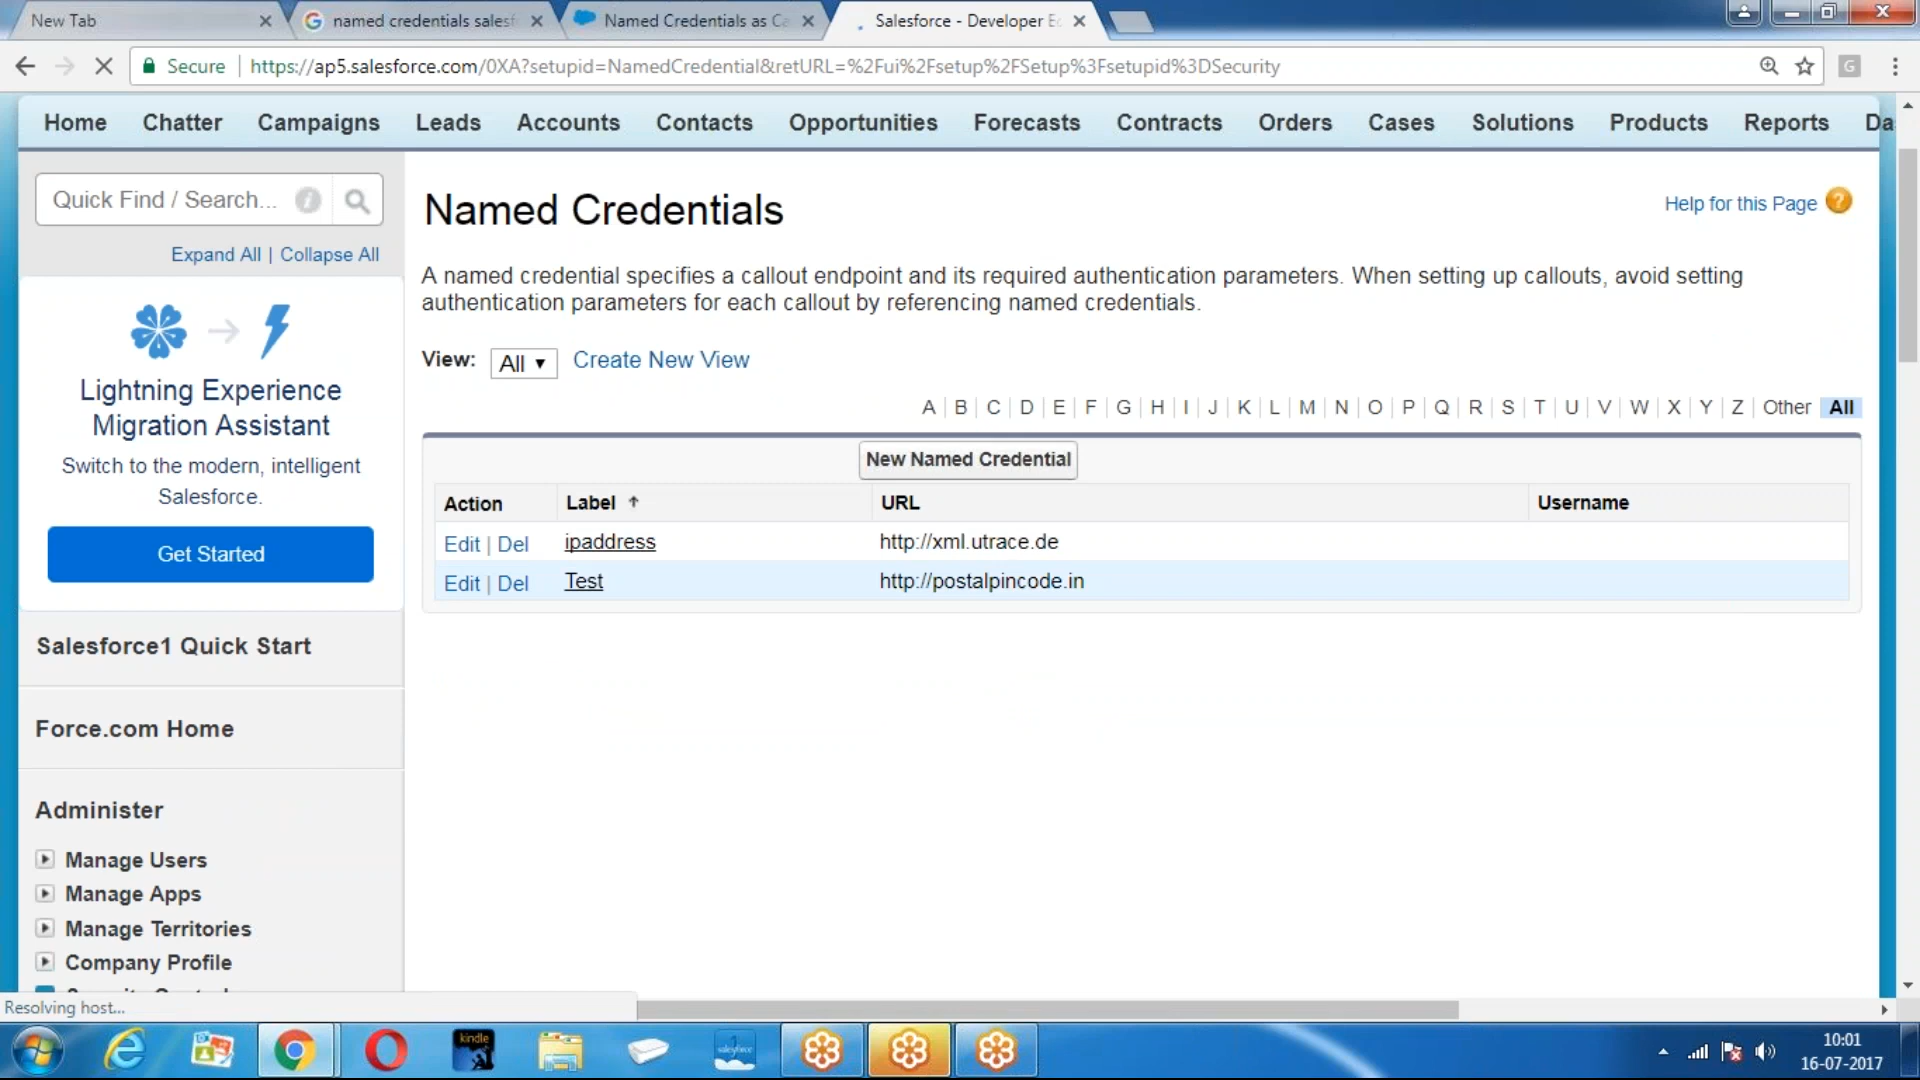 New Tab
named credentials salesf
Named Credentials as Ca
Salesforce - Developer Ed
Secure
https://ap5.salesforce.com/0XA?setupid=NamedCredential&retURL=%2Fui%2Fsetup%2FSetup%3Fsetupid%3DSecurity
G
Home Chatter Campaigns Leads Accounts Contacts Opportunities Forecasts Contracts Orders Cases Solutions Products Reports Da
Quick Find / Search...
Expand All | Collapse All
Lightning Experience
Migration Assistant
Switch to the modern, intelligent
Salesforce.
Get Started
Salesforce1 Quick Start
Force.com Home
Administer
Manage Users
Manage Apps
Manage Territories
Company Profile
Named Credentials
Help for this Page ?
A named credential specifies a callout endpoint and its required authentication parameters. When setting up callouts, avoid setting
authentication parameters for each callout by referencing named credentials.
View: All Create New View
A | B | C | D | E | F | G | H | I | J | K | L | M | N | O | P | Q | R | S | T | U | V | W | X | Y | Z | Other All
New Named Credential
Action Label URL Username
Edit | Del ipaddress http://xml.utrace.de
Edit | Del Test http://postalpincode.in
Resolving host...
kindle
salesforce
10:01
16-07-2017